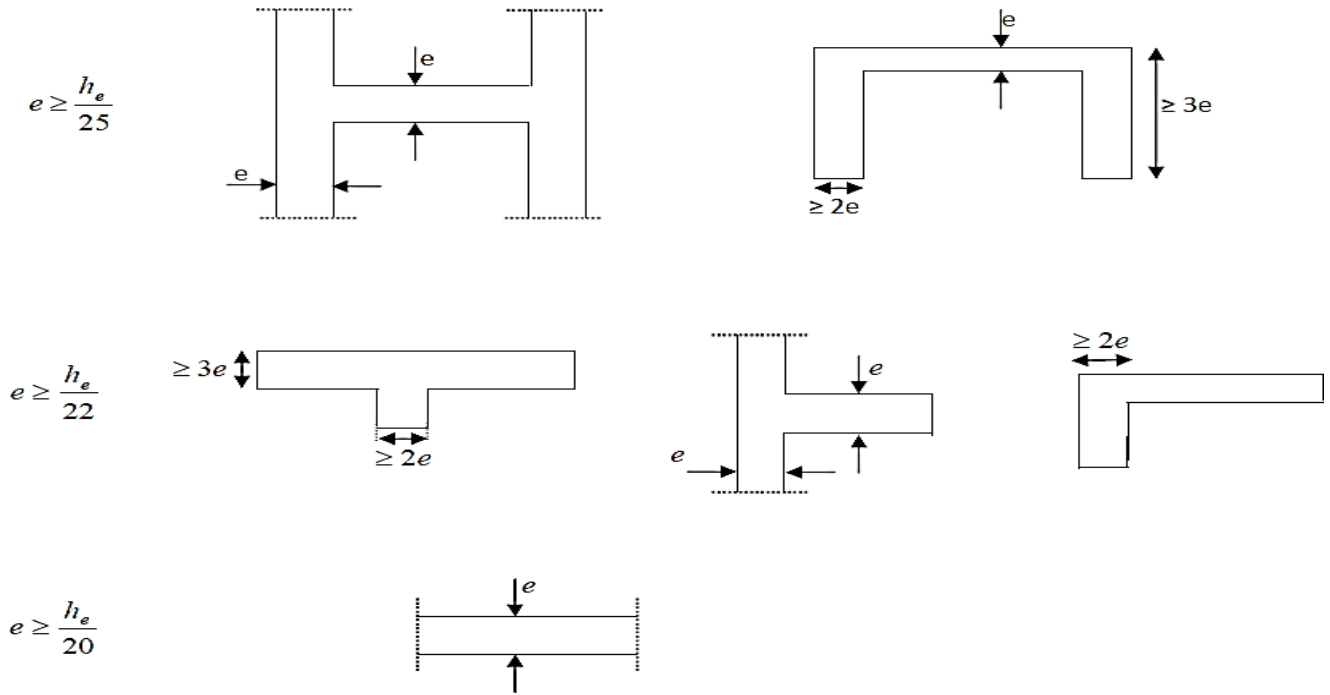 e ≥ h_e / 25
e
e
e
≥ 3e
≥ 2e
e ≥ h_e / 22
≥ 3e
≥ 2e
e
e
≥ 2e
e ≥ h_e / 20
e